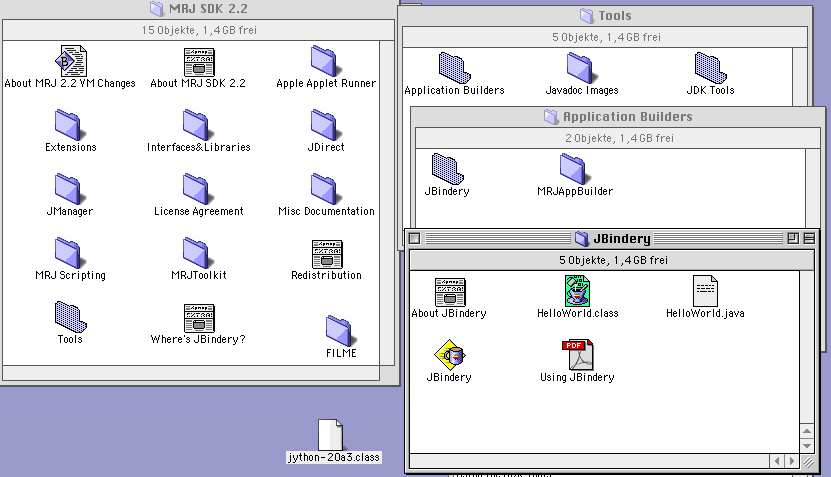 MRJ SDK 2.2
15 Objekte, 1,4 GB frei
About MRJ 2.2 VM Changes
About MRJ SDK 2.2
Apple Applet Runner
Extensions
Interfaces&Libraries
JDirect
JManager
License Agreement
Misc Documentation
MRJ Scripting
MRJToolkit
Redistribution
Tools
Where's JBindery?
FILME
Tools
5 Objekte, 1,4 GB frei
Application Builders
Javadoc Images
JDK Tools
Application Builders
2 Objekte, 1,4 GB frei
JBindery
MRJAppBuilder
JBindery
5 Objekte, 1,4 GB frei
About JBindery
HelloWorld.class
HelloWorld.java
JBindery
PDF
Using JBindery
jython-20a3.class